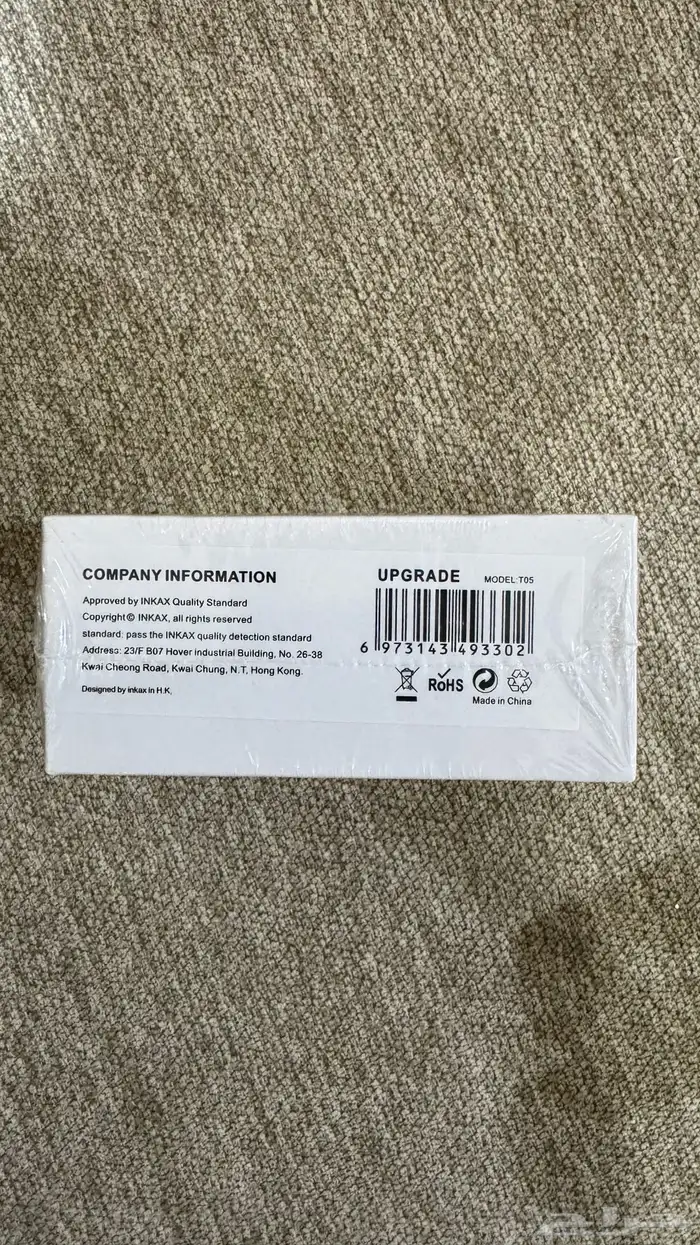 COMPANY INFORMATION
Approved by INKAX Quality Standard
Copyright© INKAX, all rights reserved
standard: pass the INKAX quality detection standard
Address: 23/F B07 Hover industrial Building, No. 26-38
Kwai Cheong Road, Kwai Chung, N.T, Hong Kong.
Designed by inkax in H.K,
UPGRADE MODEL:T05
6 973143 493302
RoHS
Made in China
حراج